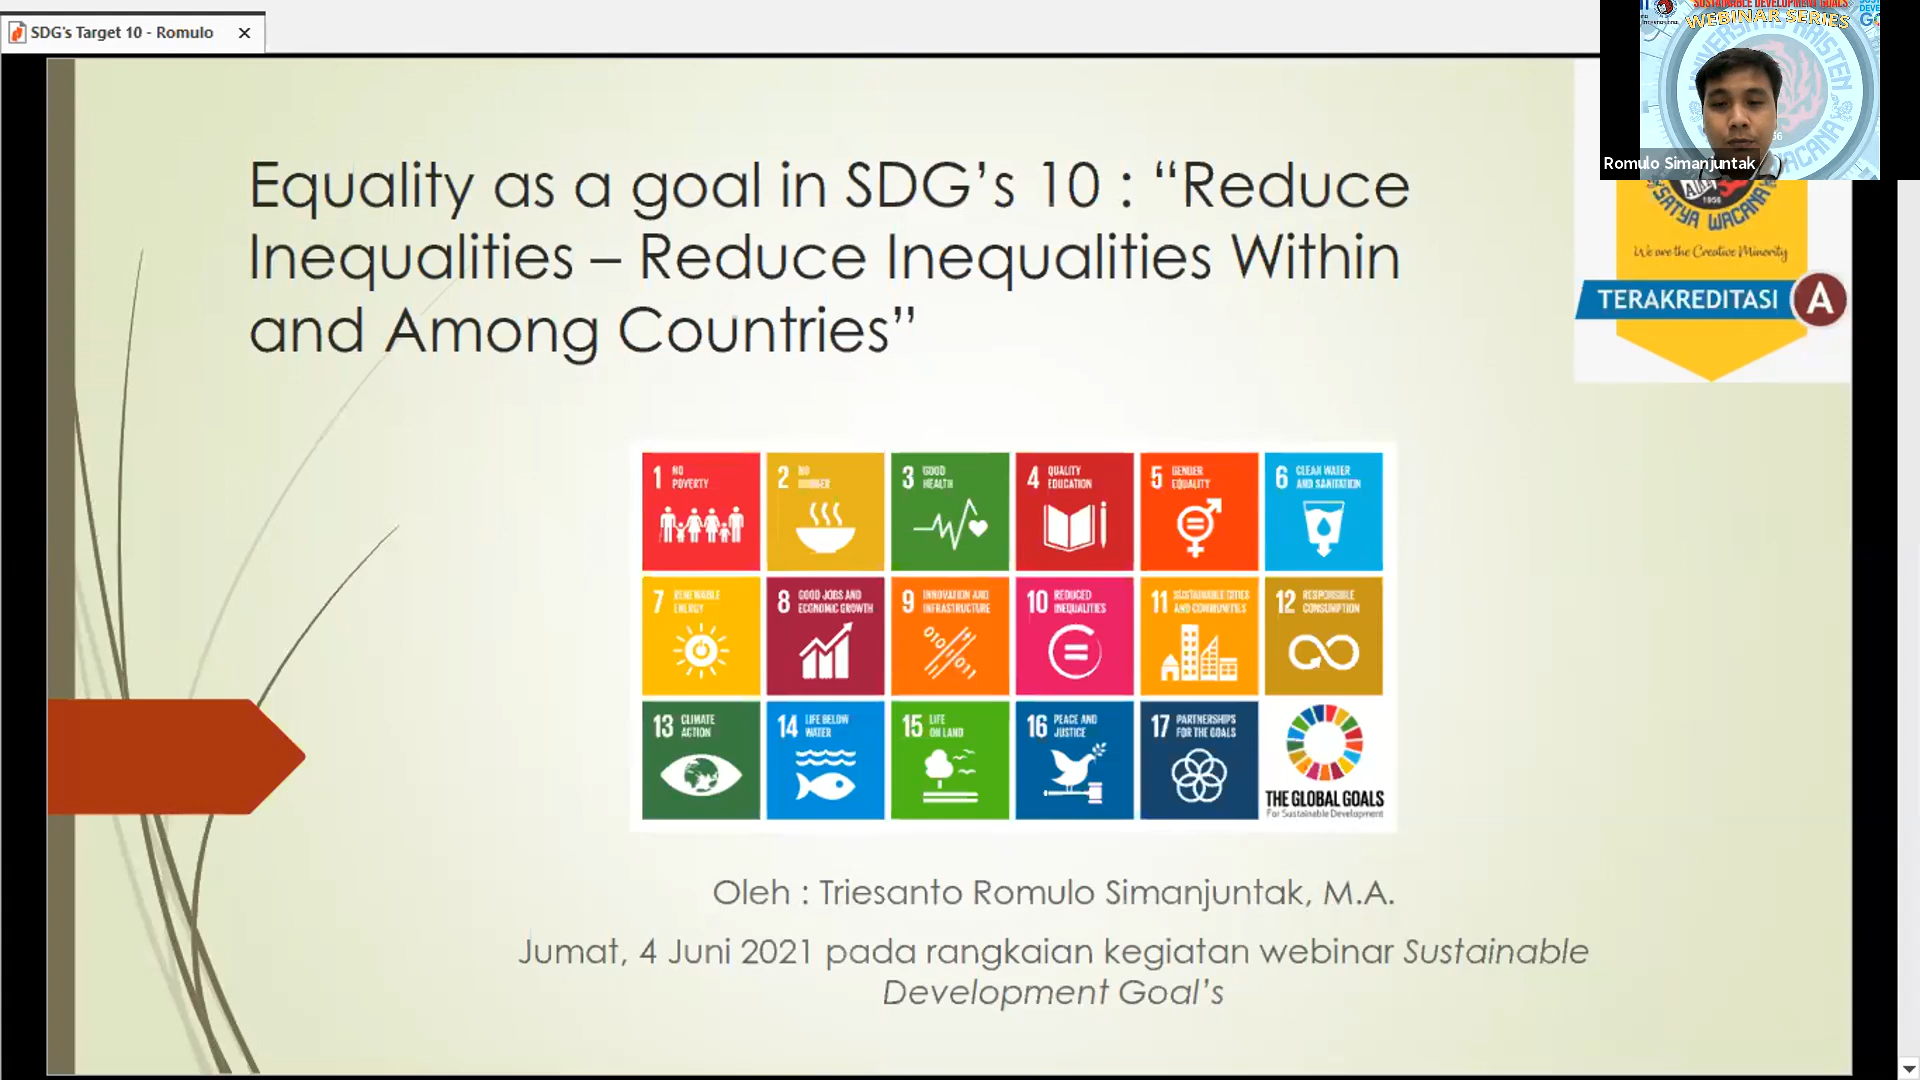 SDG's Target 10 - Romulo
SUSTAINABLE DEVELOPMENT GOALS
WEBINAR SERIES
UNIVERSITAS KRISTEN
Romulo Simanjuntak
Equality as a goal in SDG’s 10 : “Reduce
Inequalities – Reduce Inequalities Within
and Among Countries”
1956
SATYA WACANA
We are the Creative Minority
TERAKREDITASI A
1 NO
POVERTY
2 NO
HUNGER
3 GOOD
HEALTH
4 QUALITY
EDUCATION
5 GENDER
EQUALITY
6 CLEAN WATER
AND SANITATION
7 RENEWABLE
ENERGY
8 GOOD JOBS AND
ECONOMIC GROWTH
9 INNOVATION AND
INFRASTRUCTURE
10 REDUCED
INEQUALITIES
11 SUSTAINABLE CITIES
AND COMMUNITIES
12 RESPONSIBLE
CONSUMPTION
13 CLIMATE
ACTION
14 LIFE BELOW
WATER
15 LIFE
ON LAND
16 PEACE AND
JUSTICE
17 PARTNERSHIPS
FOR THE GOALS
THE GLOBAL GOALS
For Sustainable Development
Oleh : Triesanto Romulo Simanjuntak, M.A.
Jumat, 4 Juni 2021 pada rangkaian kegiatan webinar Sustainable
Development Goal’s